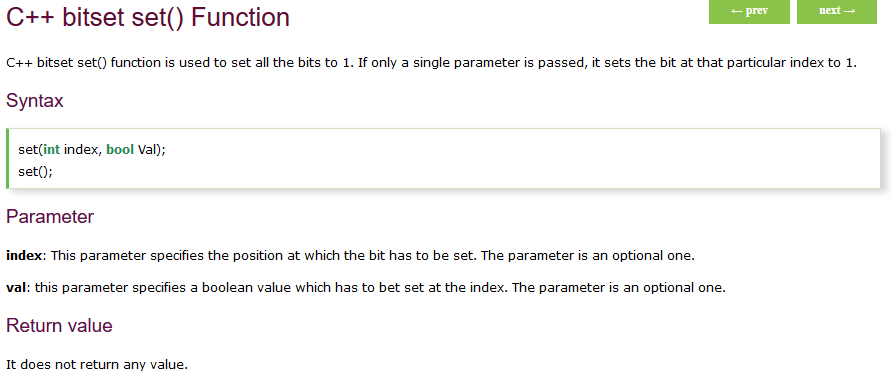 C++ bitset set() Function
← prev
next →
C++ bitset set() function is used to set all the bits to 1. If only a single parameter is passed, it sets the bit at that particular index to 1.
Syntax
set(int index, bool Val);
set();
Parameter
index: This parameter specifies the position at which the bit has to be set. The parameter is an optional one.
val: this parameter specifies a boolean value which has to bet set at the index. The parameter is an optional one.
Return value
It does not return any value.